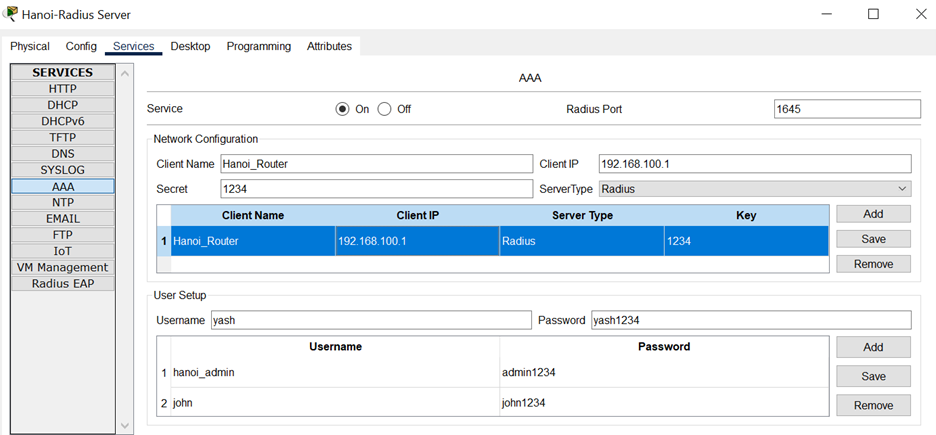 Hanoi-Radius Server
Physical Config Services Desktop Programming Attributes
SERVICES
HTTP
DHCP
DHCPv6
TFTP
DNS
SYSLOG
AAA
NTP
EMAIL
FTP
IoT
VM Management
Radius EAP
AAA
Service On Off Radius Port 1645
Network Configuration
Client Name Hanoi_Router Client IP 192.168.100.1
Secret 1234 ServerType Radius
Client Name Client IP Server Type Key
1 Hanoi_Router 192.168.100.1 Radius 1234
Add
Save
Remove
User Setup
Username yash Password yash1234
Username Password
1 hanoi_admin admin1234
2 john john1234
Add
Save
Remove